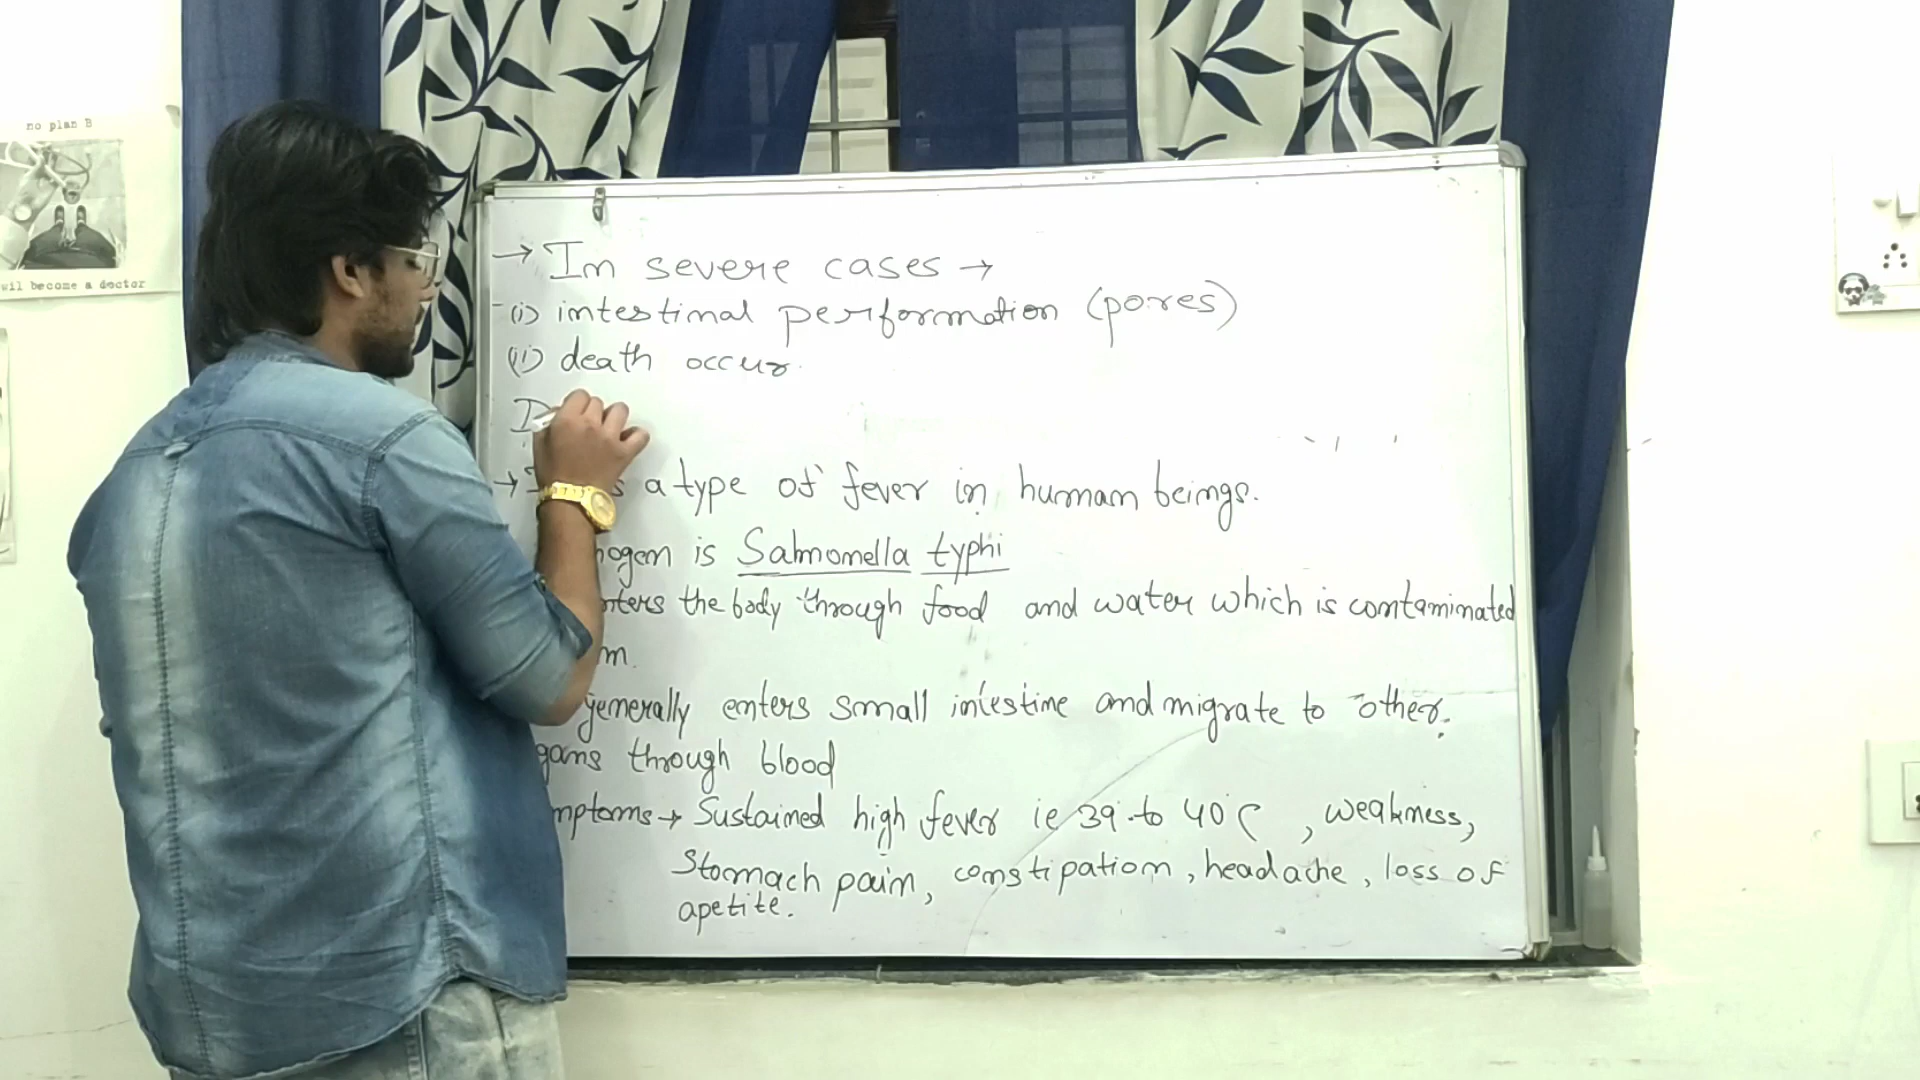 no plan B
wil become a doctor
→ In severe cases →
(i) intestinal performation (pores)
(ii) death occur.
D
→ a type of fever in human beings.
is Salmonella typhi
the body through food and water which is contaminated
generally enters small intestine and migrate to other.
through blood
→ Sustained high fever ie 39 to 40°C , weakness,
Stomach pain, constipation, headache, loss of
apetite.